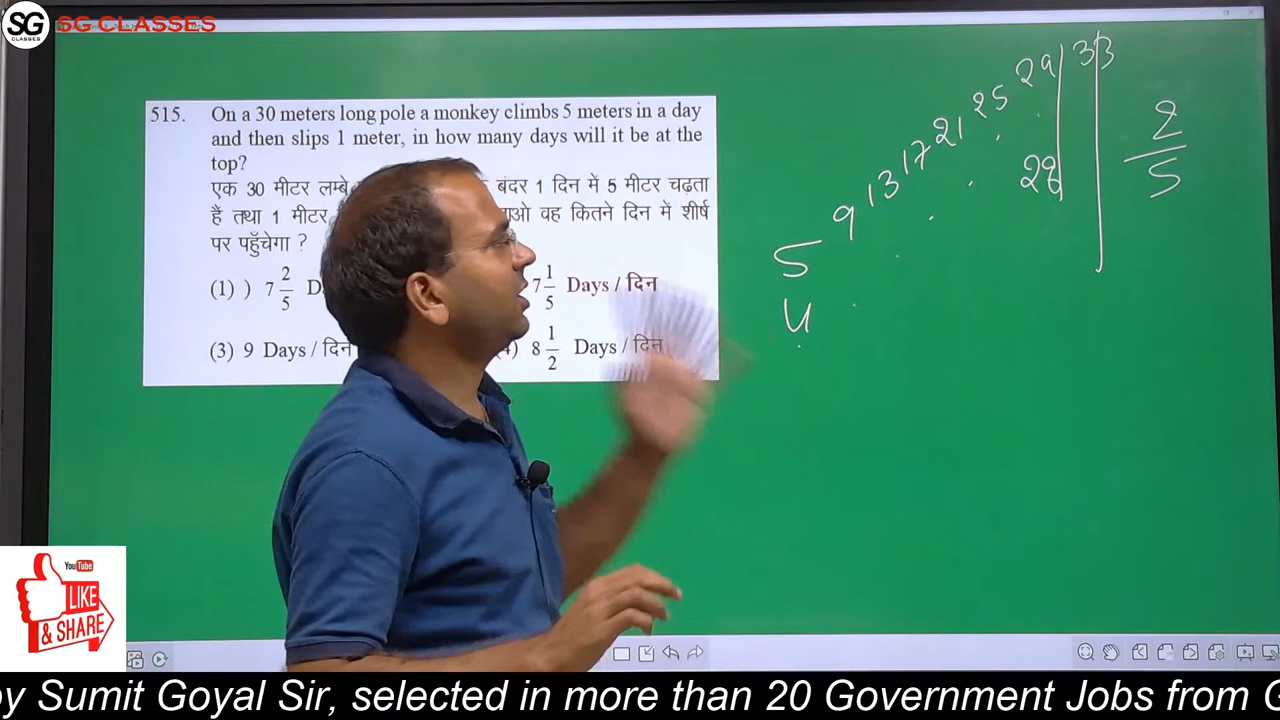 SG CLASSES
SG
CLASSES
515. On a 30 meters long pole a monkey climbs 5 meters in a day
and then slips 1 meter, in how many days will it be at the
top?
एक 30 मीटर लम्बे बंदर 1 दिन में 5 मीटर चढ़ता
है तथा 1 मीटर वह कितने दिन में शीर्ष
पर पहुँचेगा ?
(1) ) 7 2/5 D 7 1/5 Days / दिन
(3) 9 Days / दिन 8 1/2 Days / दिन
5 9 13 17 21 25 29 33
4
28
2/5
YouTube
LIKE
& SHARE
by Sumit Goyal Sir, selected in more than 20 Government Jobs from G